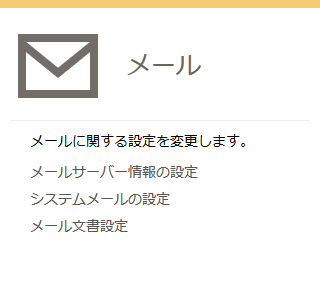 メール
メールに関する設定を変更します。
メールサーバー情報の設定
システムメールの設定
メール文書設定